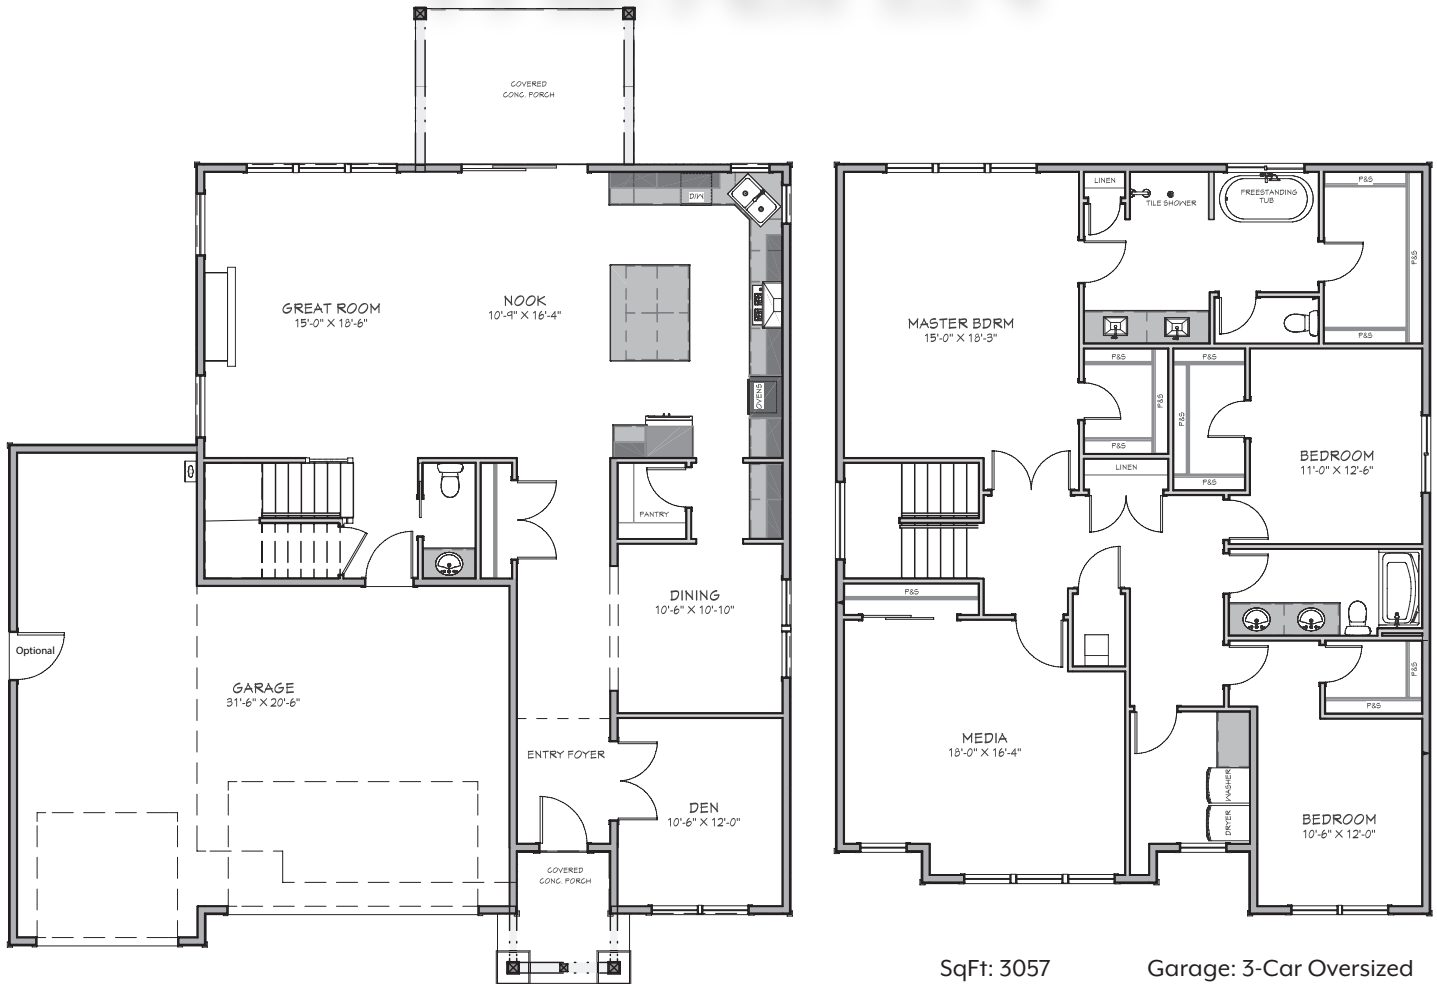 COVERED
CONC. PORCH
D/W
GREAT ROOM
15'-0" X 18'-6"
NOOK
10'-9" X 16'-4"
OVENS
PANTRY
DINING
10'-6" X 10'-10"
Optional
GARAGE
31'-6" X 20'-6"
ENTRY FOYER
DEN
10'-6" X 12'-0"
COVERED
CONC. PORCH
LINEN
TILE SHOWER
FREESTANDING
TUB
P&S
P&S
P&S
MASTER BDRM
15'-0" X 18'-3"
P&S
P&S
P&S
P&S
P&S
P&S
BEDROOM
11'-0" X 12'-6"
LINEN
P&S
P&S
P&S
MEDIA
18'-0" X 16'-4"
WASHER
DRYER
BEDROOM
10'-6" X 12'-0"
SqFt: 3057
Garage: 3-Car Oversized